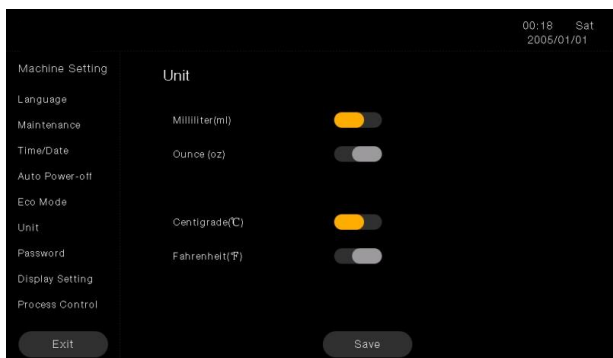 00:18 Sat
2005/01/01
Machine Setting
Language
Maintenance
Time/Date
Auto Power-off
Eco Mode
Unit
Password
Display Setting
Process Control
Exit
Unit
Milliliter(ml)
Ounce (oz)
Centigrade(℃)
Fahrenheit(℉)
Save